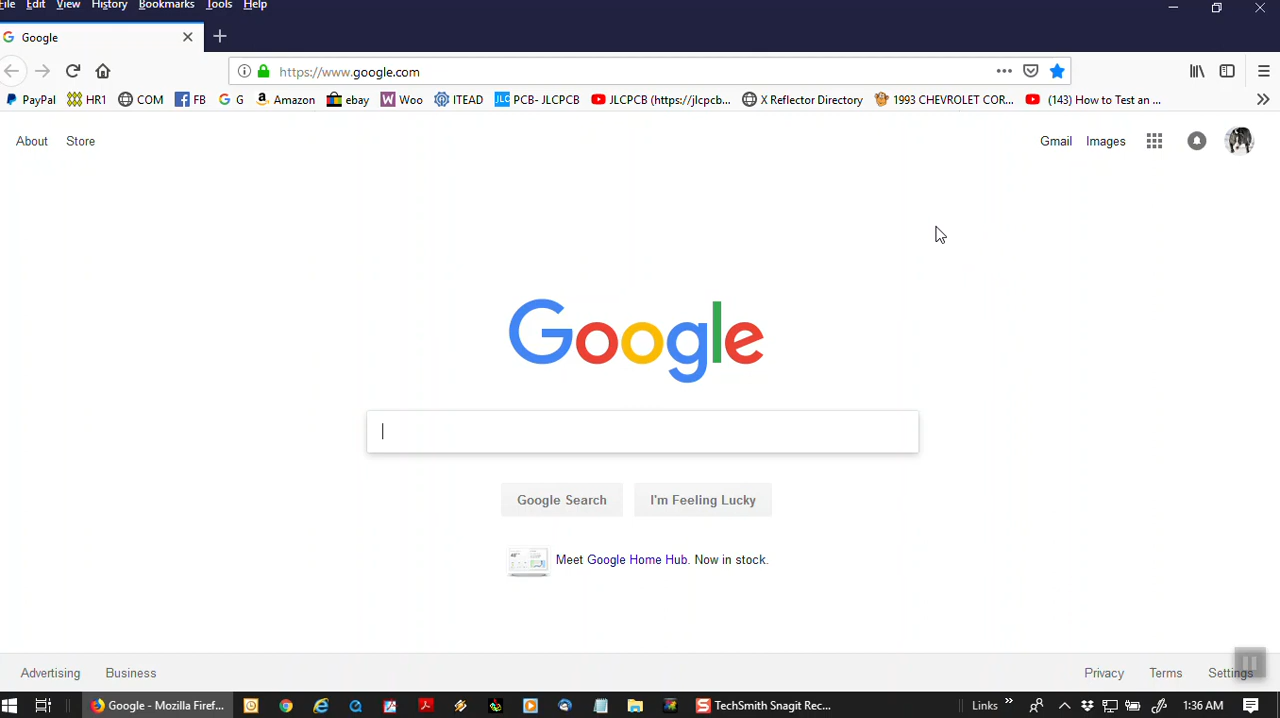 ile Edit View History Bookmarks Tools Help
Google
https://www.google.com
PayPal HR1 COM FB G Amazon ebay Woo ITEAD JLC PCB- JLCPCB JLCPCB (https://jlcpcb... X Reflector Directory 1993 CHEVROLET COR... (143) How to Test an ...
About Store Gmail Images
Google
Google Search I'm Feeling Lucky
Meet Google Home Hub. Now in stock.
Advertising Business Privacy Terms Settings
Google - Mozilla Firef... TechSmith Snagit Rec... Links 1:36 AM